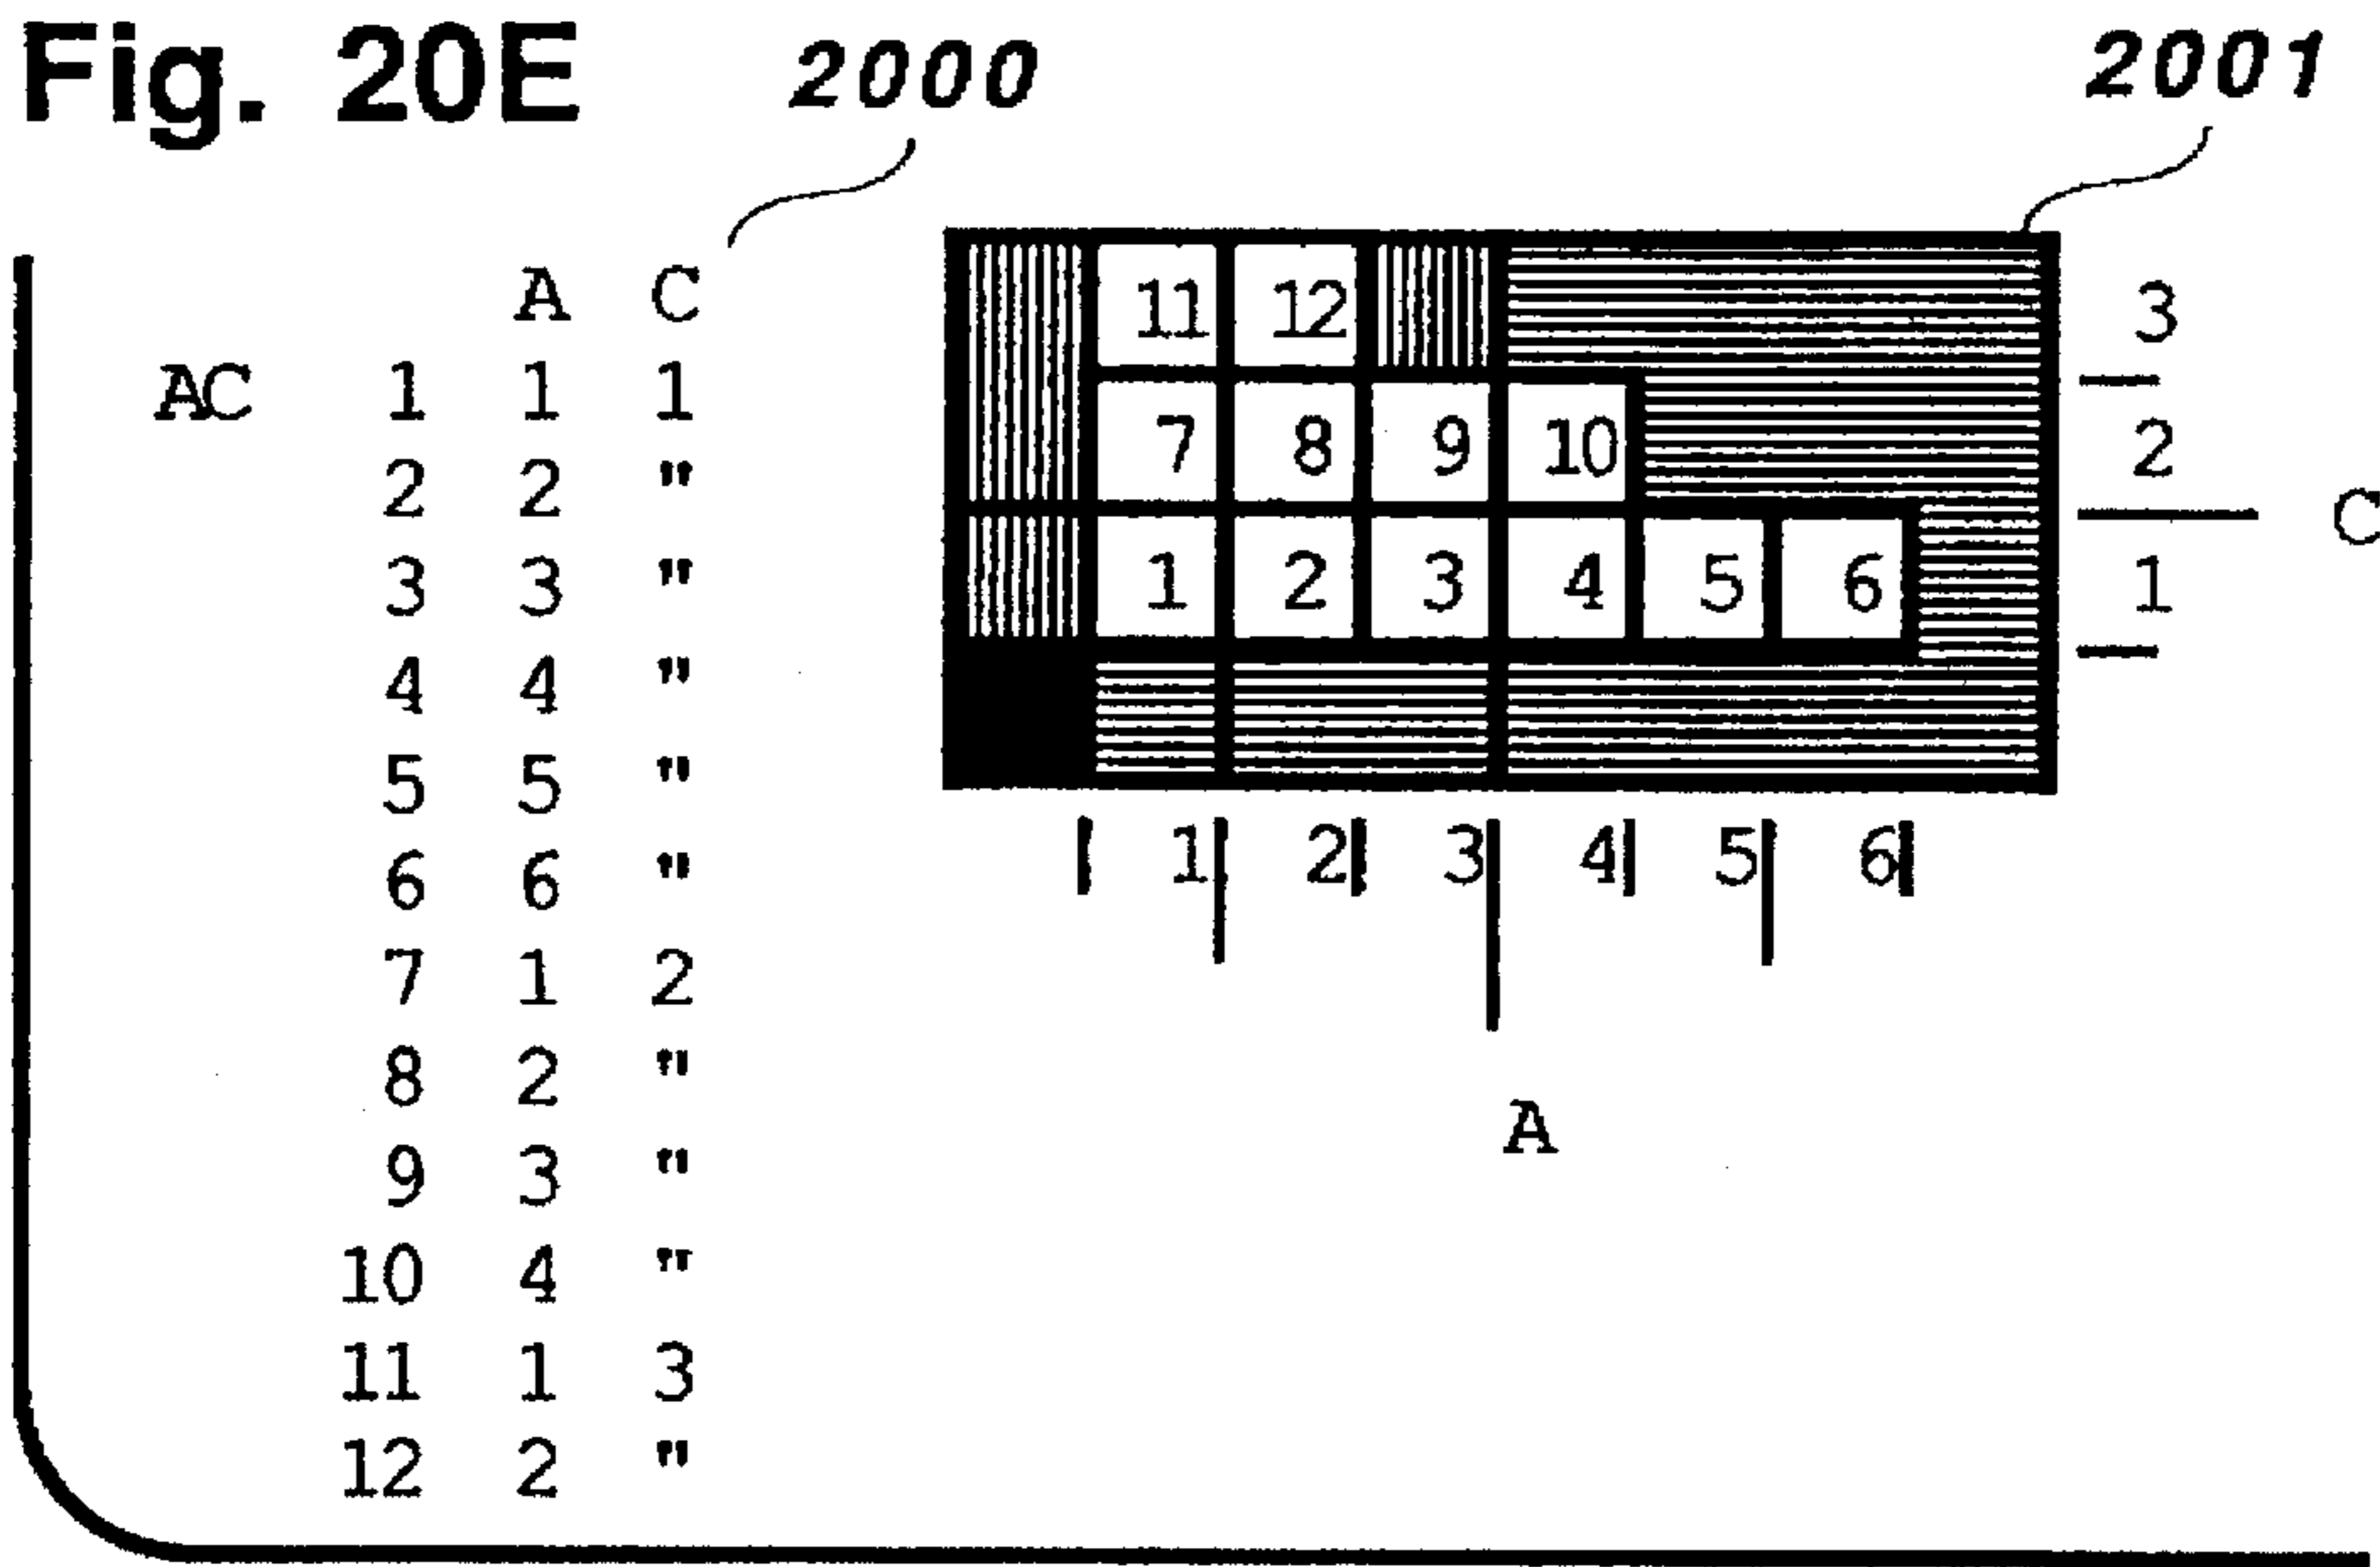 Fig. 20E 2000 2001
A C
AC 1 1 1
2 2 "
3 3 "
4 4 "
5 5 "
6 6 "
7 1 2
8 2 "
9 3 "
10 4 "
11 1 3
12 2 "
11 12 3
7 8 9 10 2
C
1 2 3 4 5 6 1
1 2 3 4 5 6
A